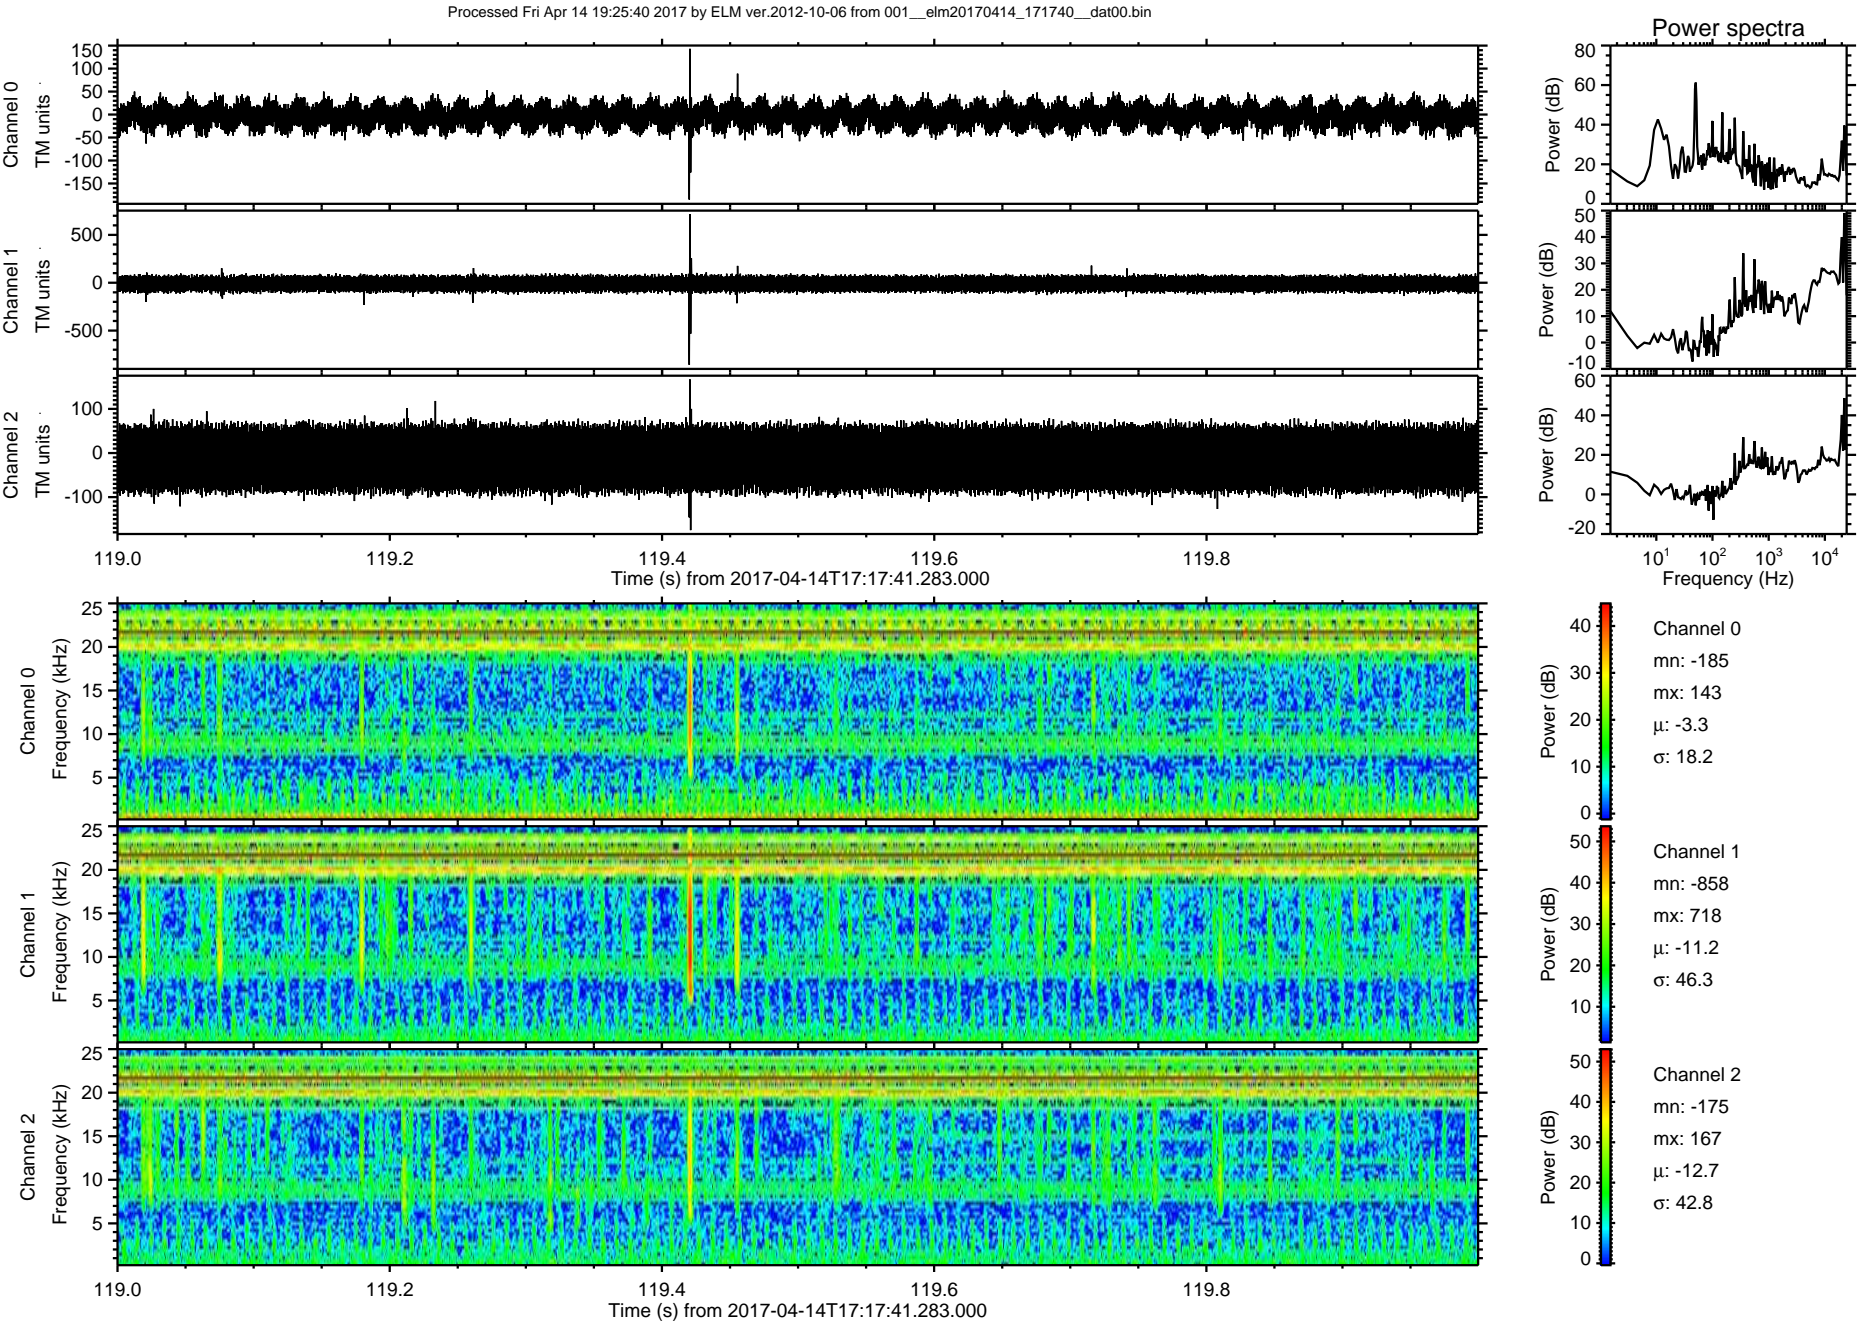 Processed Fri Apr 14 19:25:40 2017 by ELM ver.2012-10-06 from 001__elm20170414_171740__dat00.bin
Power spectra
Channel 0
TM units
150
100
50
0
-50
-100
-150
Power (dB)
80
60
40
20
0
Channel 1
TM units
500
0
-500
Power (dB)
50
40
30
20
10
0
-10
Channel 2
TM units
100
0
-100
Power (dB)
60
40
20
0
-20
119.0 119.2 119.4 119.6 119.8
Time (s) from 2017-04-14T17:17:41.283.000
10¹ 10² 10³ 10⁴
Frequency (Hz)
Channel 0
Frequency (kHz)
25
20
15
10
5
Power (dB)
40
30
20
10
0
Channel 0
mn: -185
mx: 143
µ: -3.3
σ: 18.2
Channel 1
Frequency (kHz)
25
20
15
10
5
Power (dB)
50
40
30
20
10
Channel 1
mn: -858
mx: 718
µ: -11.2
σ: 46.3
Channel 2
Frequency (kHz)
25
20
15
10
5
Power (dB)
50
40
30
20
10
0
Channel 2
mn: -175
mx: 167
µ: -12.7
σ: 42.8
119.0 119.2 119.4 119.6 119.8
Time (s) from 2017-04-14T17:17:41.283.000